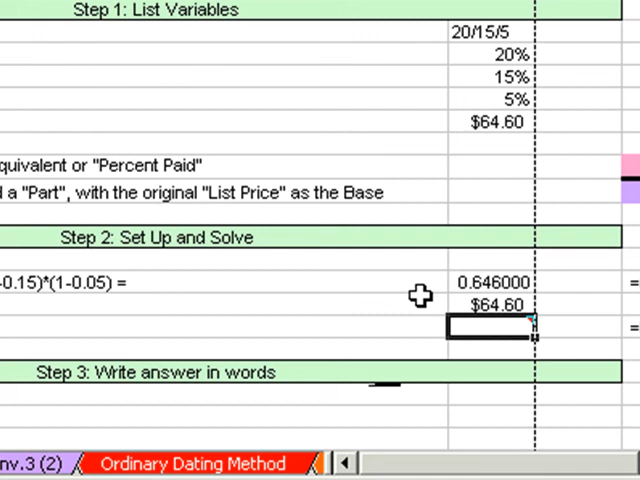 Step 1: List Variables
20/15/5
20%
15%
5%
$64.60
quivalent or "Percent Paid"
d a "Part", with the original "List Price" as the Base
Step 2: Set Up and Solve
-0.15)*(1-0.05) = 0.646000 =
$64.60
=
Step 3: Write answer in words
nv.3 (2) Ordinary Dating Method